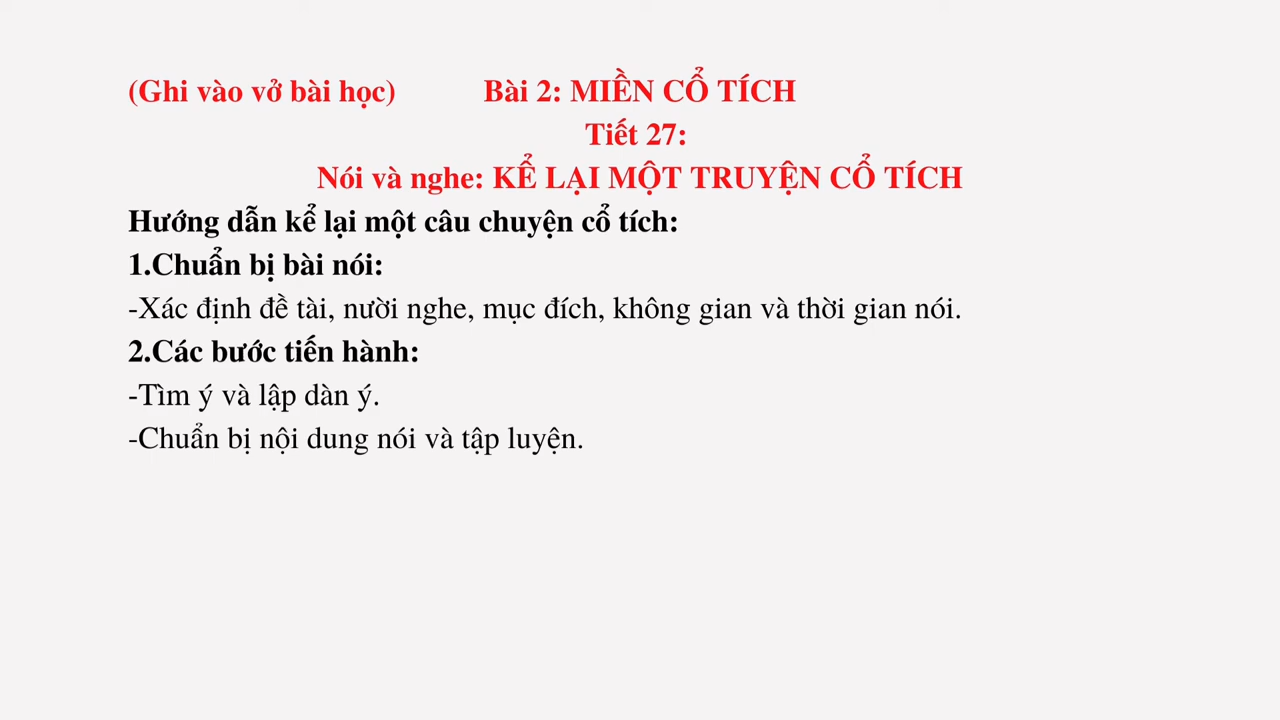 (Ghi vào vở bài học) Bài 2: MIỀN CỔ TÍCH
Tiết 27:
Nói và nghe: KỂ LẠI MỘT TRUYỆN CỔ TÍCH
Hướng dẫn kể lại một câu chuyện cổ tích:
1.Chuẩn bị bài nói:
-Xác định đề tài, nười nghe, mục đích, không gian và thời gian nói.
2.Các bước tiến hành:
-Tìm ý và lập dàn ý.
-Chuẩn bị nội dung nói và tập luyện.